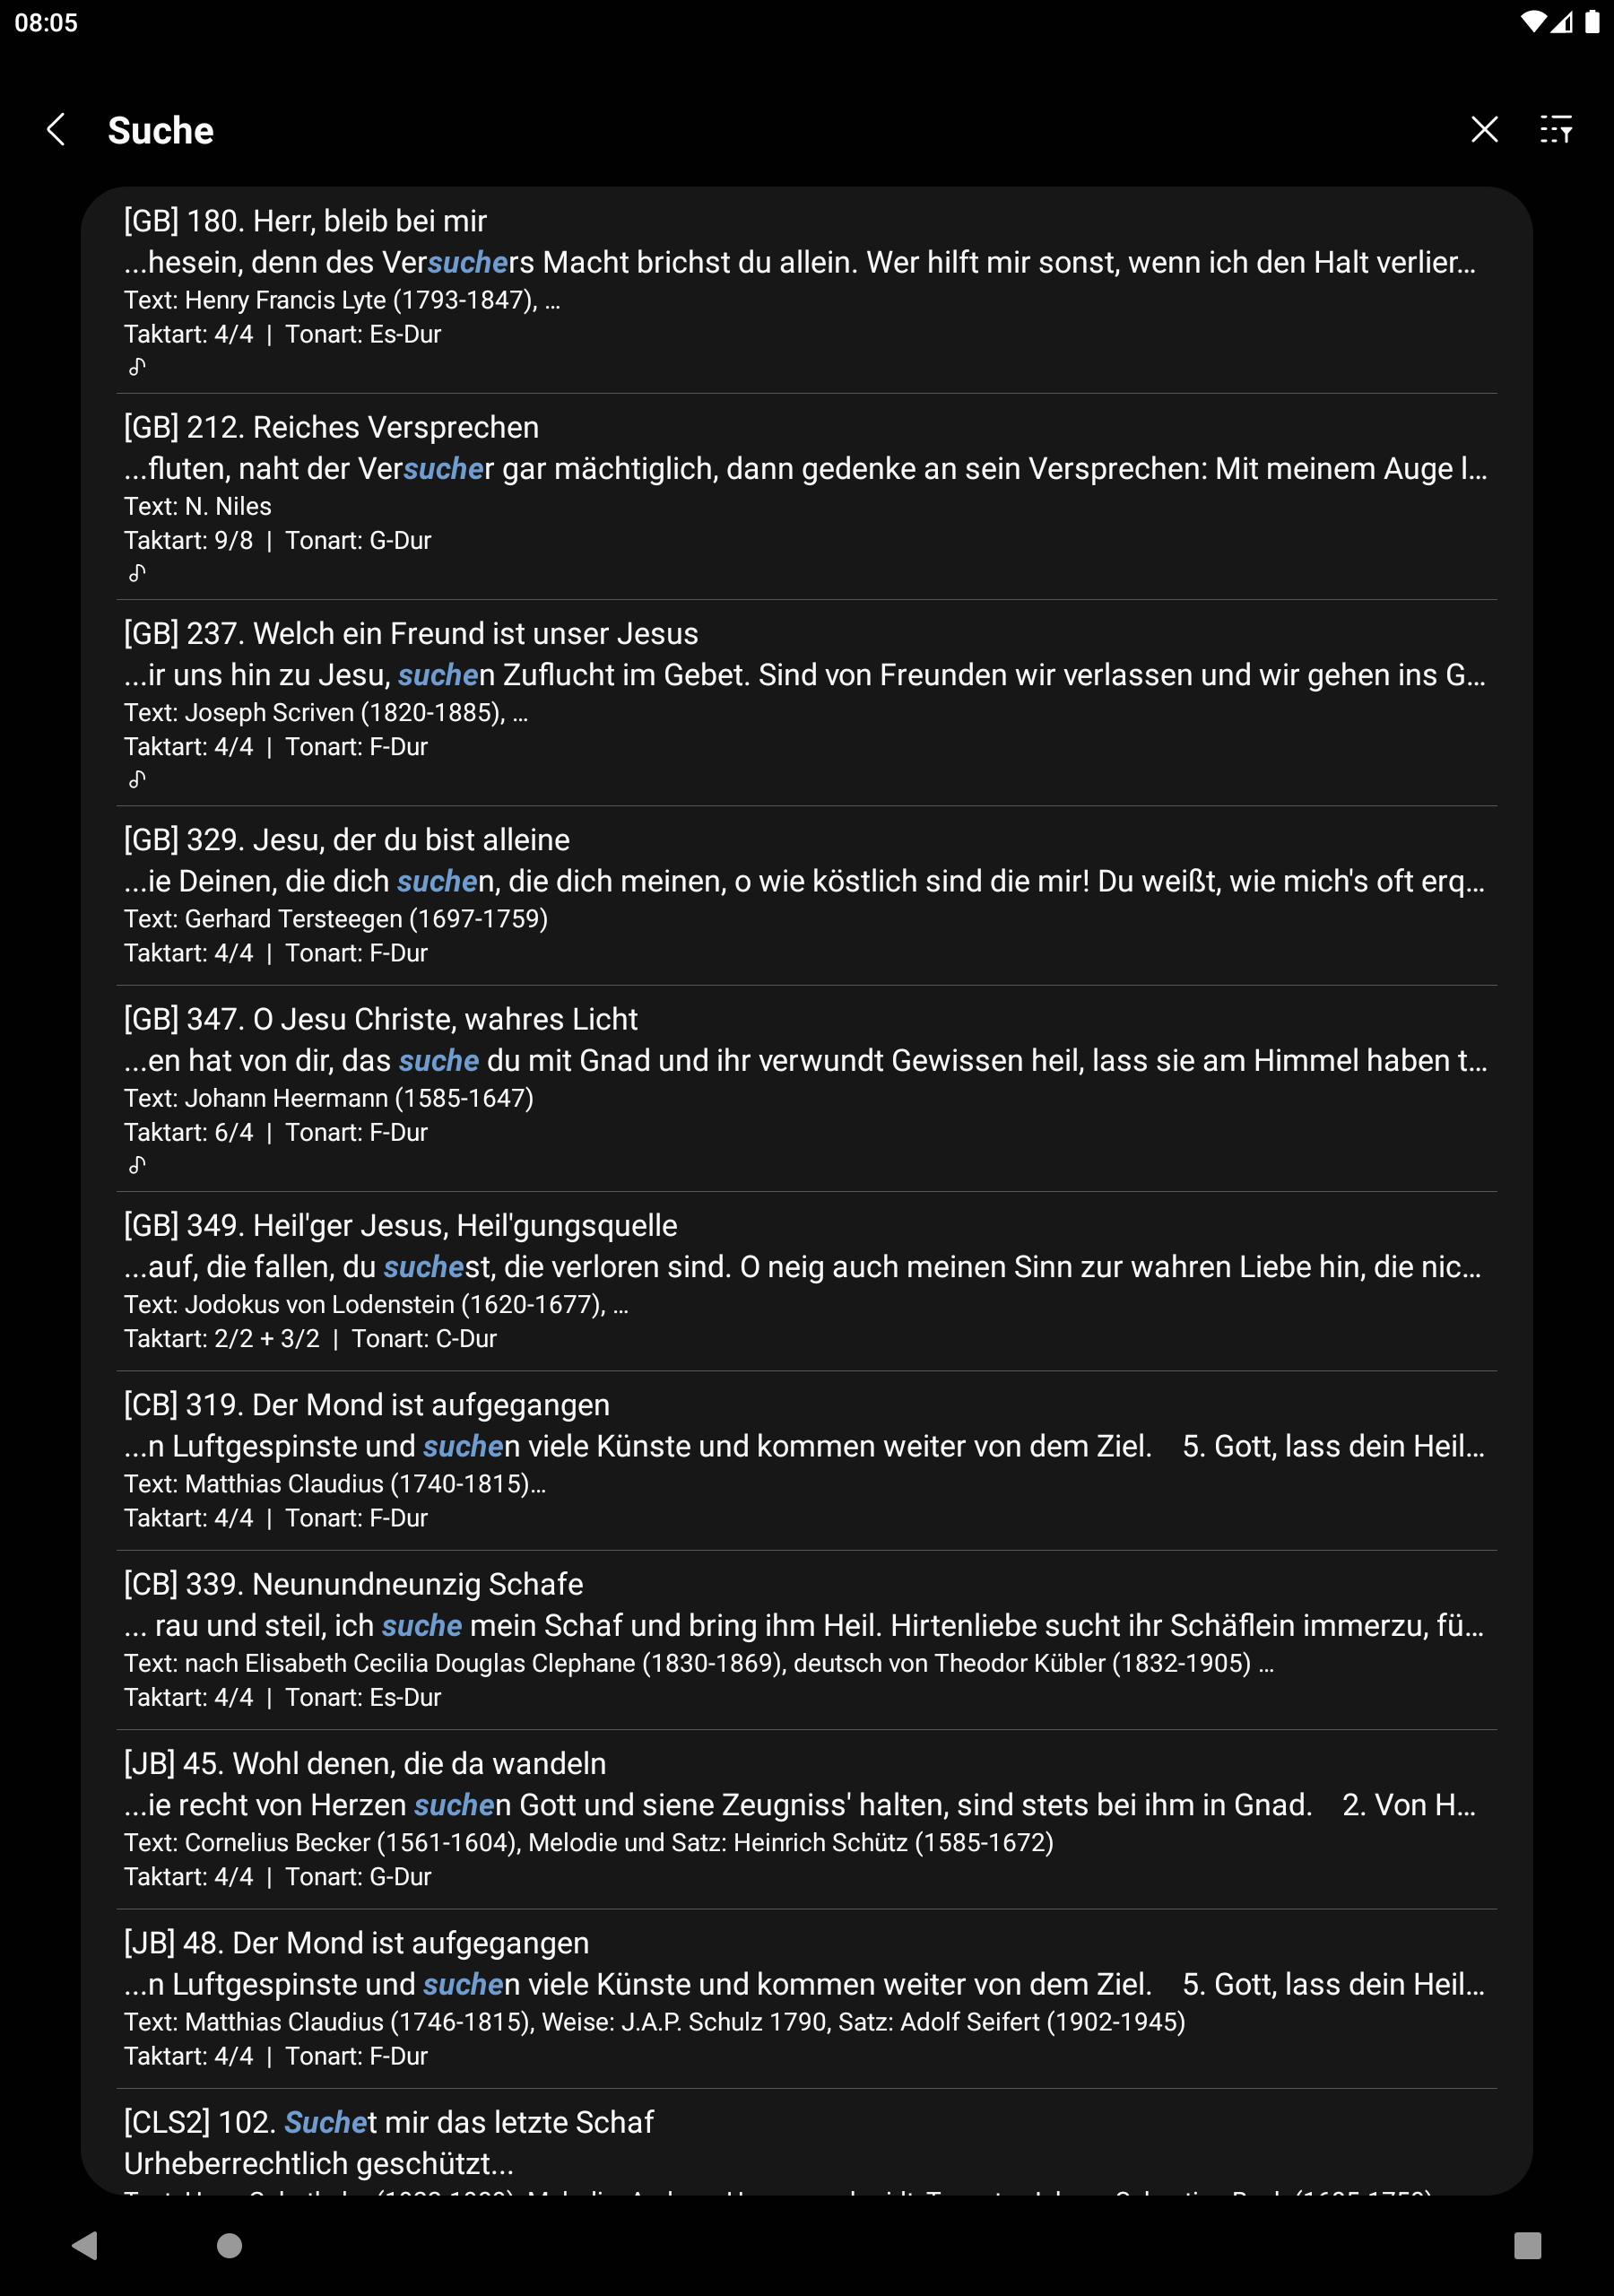 08:05
Suche
[GB] 180. Herr, bleib bei mir
...hesein, denn des Versuchers Macht brichst du allein. Wer hilft mir sonst, wenn ich den Halt verlier...
Text: Henry Francis Lyte (1793-1847), ...
Taktart: 4/4 | Tonart: Es-Dur
[GB] 212. Reiches Versprechen
...fluten, naht der Versucher gar mächtiglich, dann gedenke an sein Versprechen: Mit meinem Auge l...
Text: N. Niles
Taktart: 9/8 | Tonart: G-Dur
[GB] 237. Welch ein Freund ist unser Jesus
...ir uns hin zu Jesu, suchen Zuflucht im Gebet. Sind von Freunden wir verlassen und wir gehen ins G...
Text: Joseph Scriven (1820-1885), ...
Taktart: 4/4 | Tonart: F-Dur
[GB] 329. Jesu, der du bist alleine
...ie Deinen, die dich suchen, die dich meinen, o wie köstlich sind die mir! Du weißt, wie mich's oft erq...
Text: Gerhard Tersteegen (1697-1759)
Taktart: 4/4 | Tonart: F-Dur
[GB] 347. O Jesu Christe, wahres Licht
...en hat von dir, das suche du mit Gnad und ihr verwundt Gewissen heil, lass sie am Himmel haben t...
Text: Johann Heermann (1585-1647)
Taktart: 6/4 | Tonart: F-Dur
[GB] 349. Heil'ger Jesus, Heil'gungsquelle
...auf, die fallen, du suchest, die verloren sind. O neig auch meinen Sinn zur wahren Liebe hin, die nic...
Text: Jodokus von Lodenstein (1620-1677), ...
Taktart: 2/2 + 3/2 | Tonart: C-Dur
[CB] 319. Der Mond ist aufgegangen
...n Luftgespinste und suchen viele Künste und kommen weiter von dem Ziel. 5. Gott, lass dein Heil...
Text: Matthias Claudius (1740-1815)...
Taktart: 4/4 | Tonart: F-Dur
[CB] 339. Neunundneunzig Schafe
... rau und steil, ich suche mein Schaf und bring ihm Heil. Hirtenliebe sucht ihr Schäflein immerzu, fü...
Text: nach Elisabeth Cecilia Douglas Clephane (1830-1869), deutsch von Theodor Kübler (1832-1905) ...
Taktart: 4/4 | Tonart: Es-Dur
[JB] 45. Wohl denen, die da wandeln
...ie recht von Herzen suchen Gott und siene Zeugniss' halten, sind stets bei ihm in Gnad. 2. Von H...
Text: Cornelius Becker (1561-1604), Melodie und Satz: Heinrich Schütz (1585-1672)
Taktart: 4/4 | Tonart: G-Dur
[JB] 48. Der Mond ist aufgegangen
...n Luftgespinste und suchen viele Künste und kommen weiter von dem Ziel. 5. Gott, lass dein Heil...
Text: Matthias Claudius (1746-1815), Weise: J.A.P. Schulz 1790, Satz: Adolf Seifert (1902-1945)
Taktart: 4/4 | Tonart: F-Dur
[CLS2] 102. Suchet mir das letzte Schaf
Urheberrechtlich geschützt...